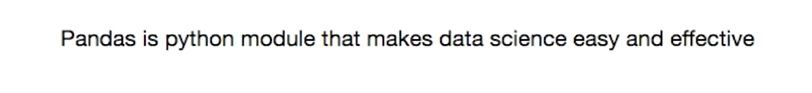 Pandas is python module that makes data science easy and effective